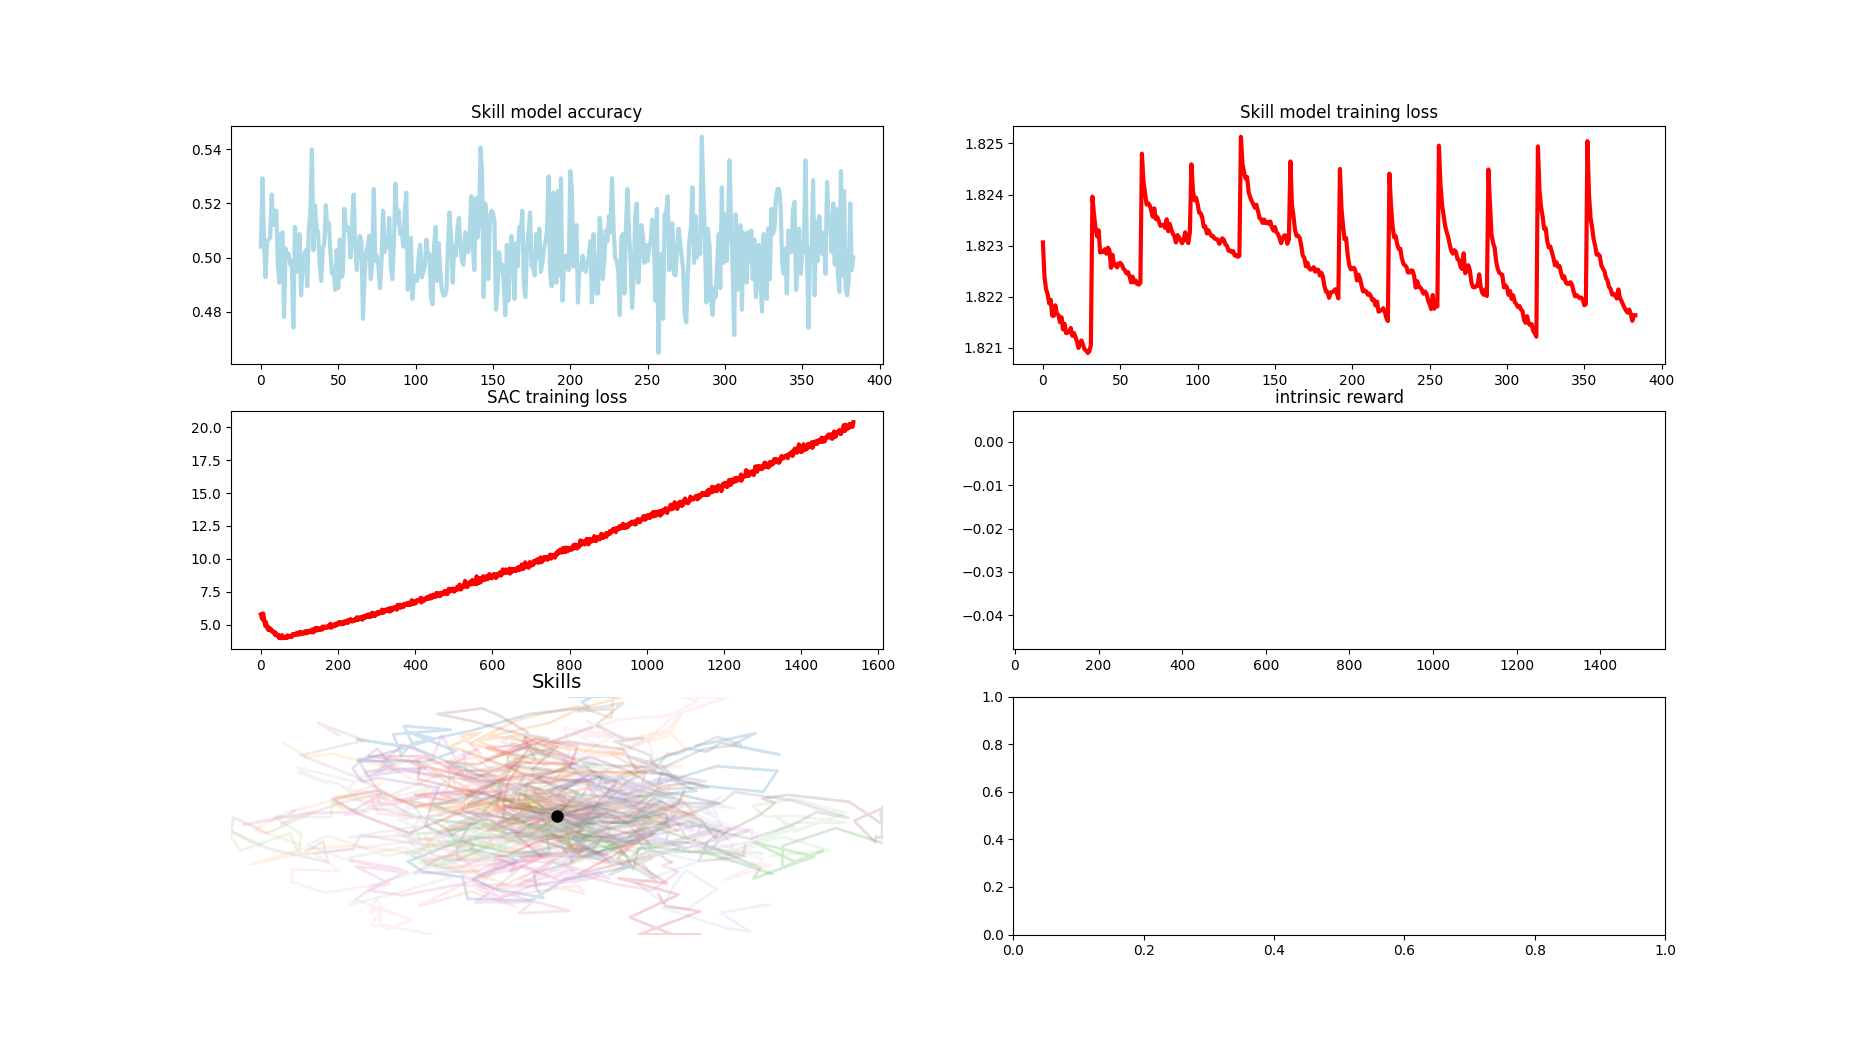 Skill model accuracy
0.54
0.52
0.50
0.48
0 50 100 150 200 250 300 350 400
Skill model training loss
1.825
1.824
1.823
1.822
1.821
0 50 100 150 200 250 300 350 400
SAC training loss
20.0
17.5
15.0
12.5
10.0
7.5
5.0
0 200 400 600 800 1000 1200 1400 1600
intrinsic reward
0.00
−0.01
−0.02
−0.03
−0.04
0 200 400 600 800 1000 1200 1400
Skills
1.0
0.8
0.6
0.4
0.2
0.0
0.0 0.2 0.4 0.6 0.8 1.0